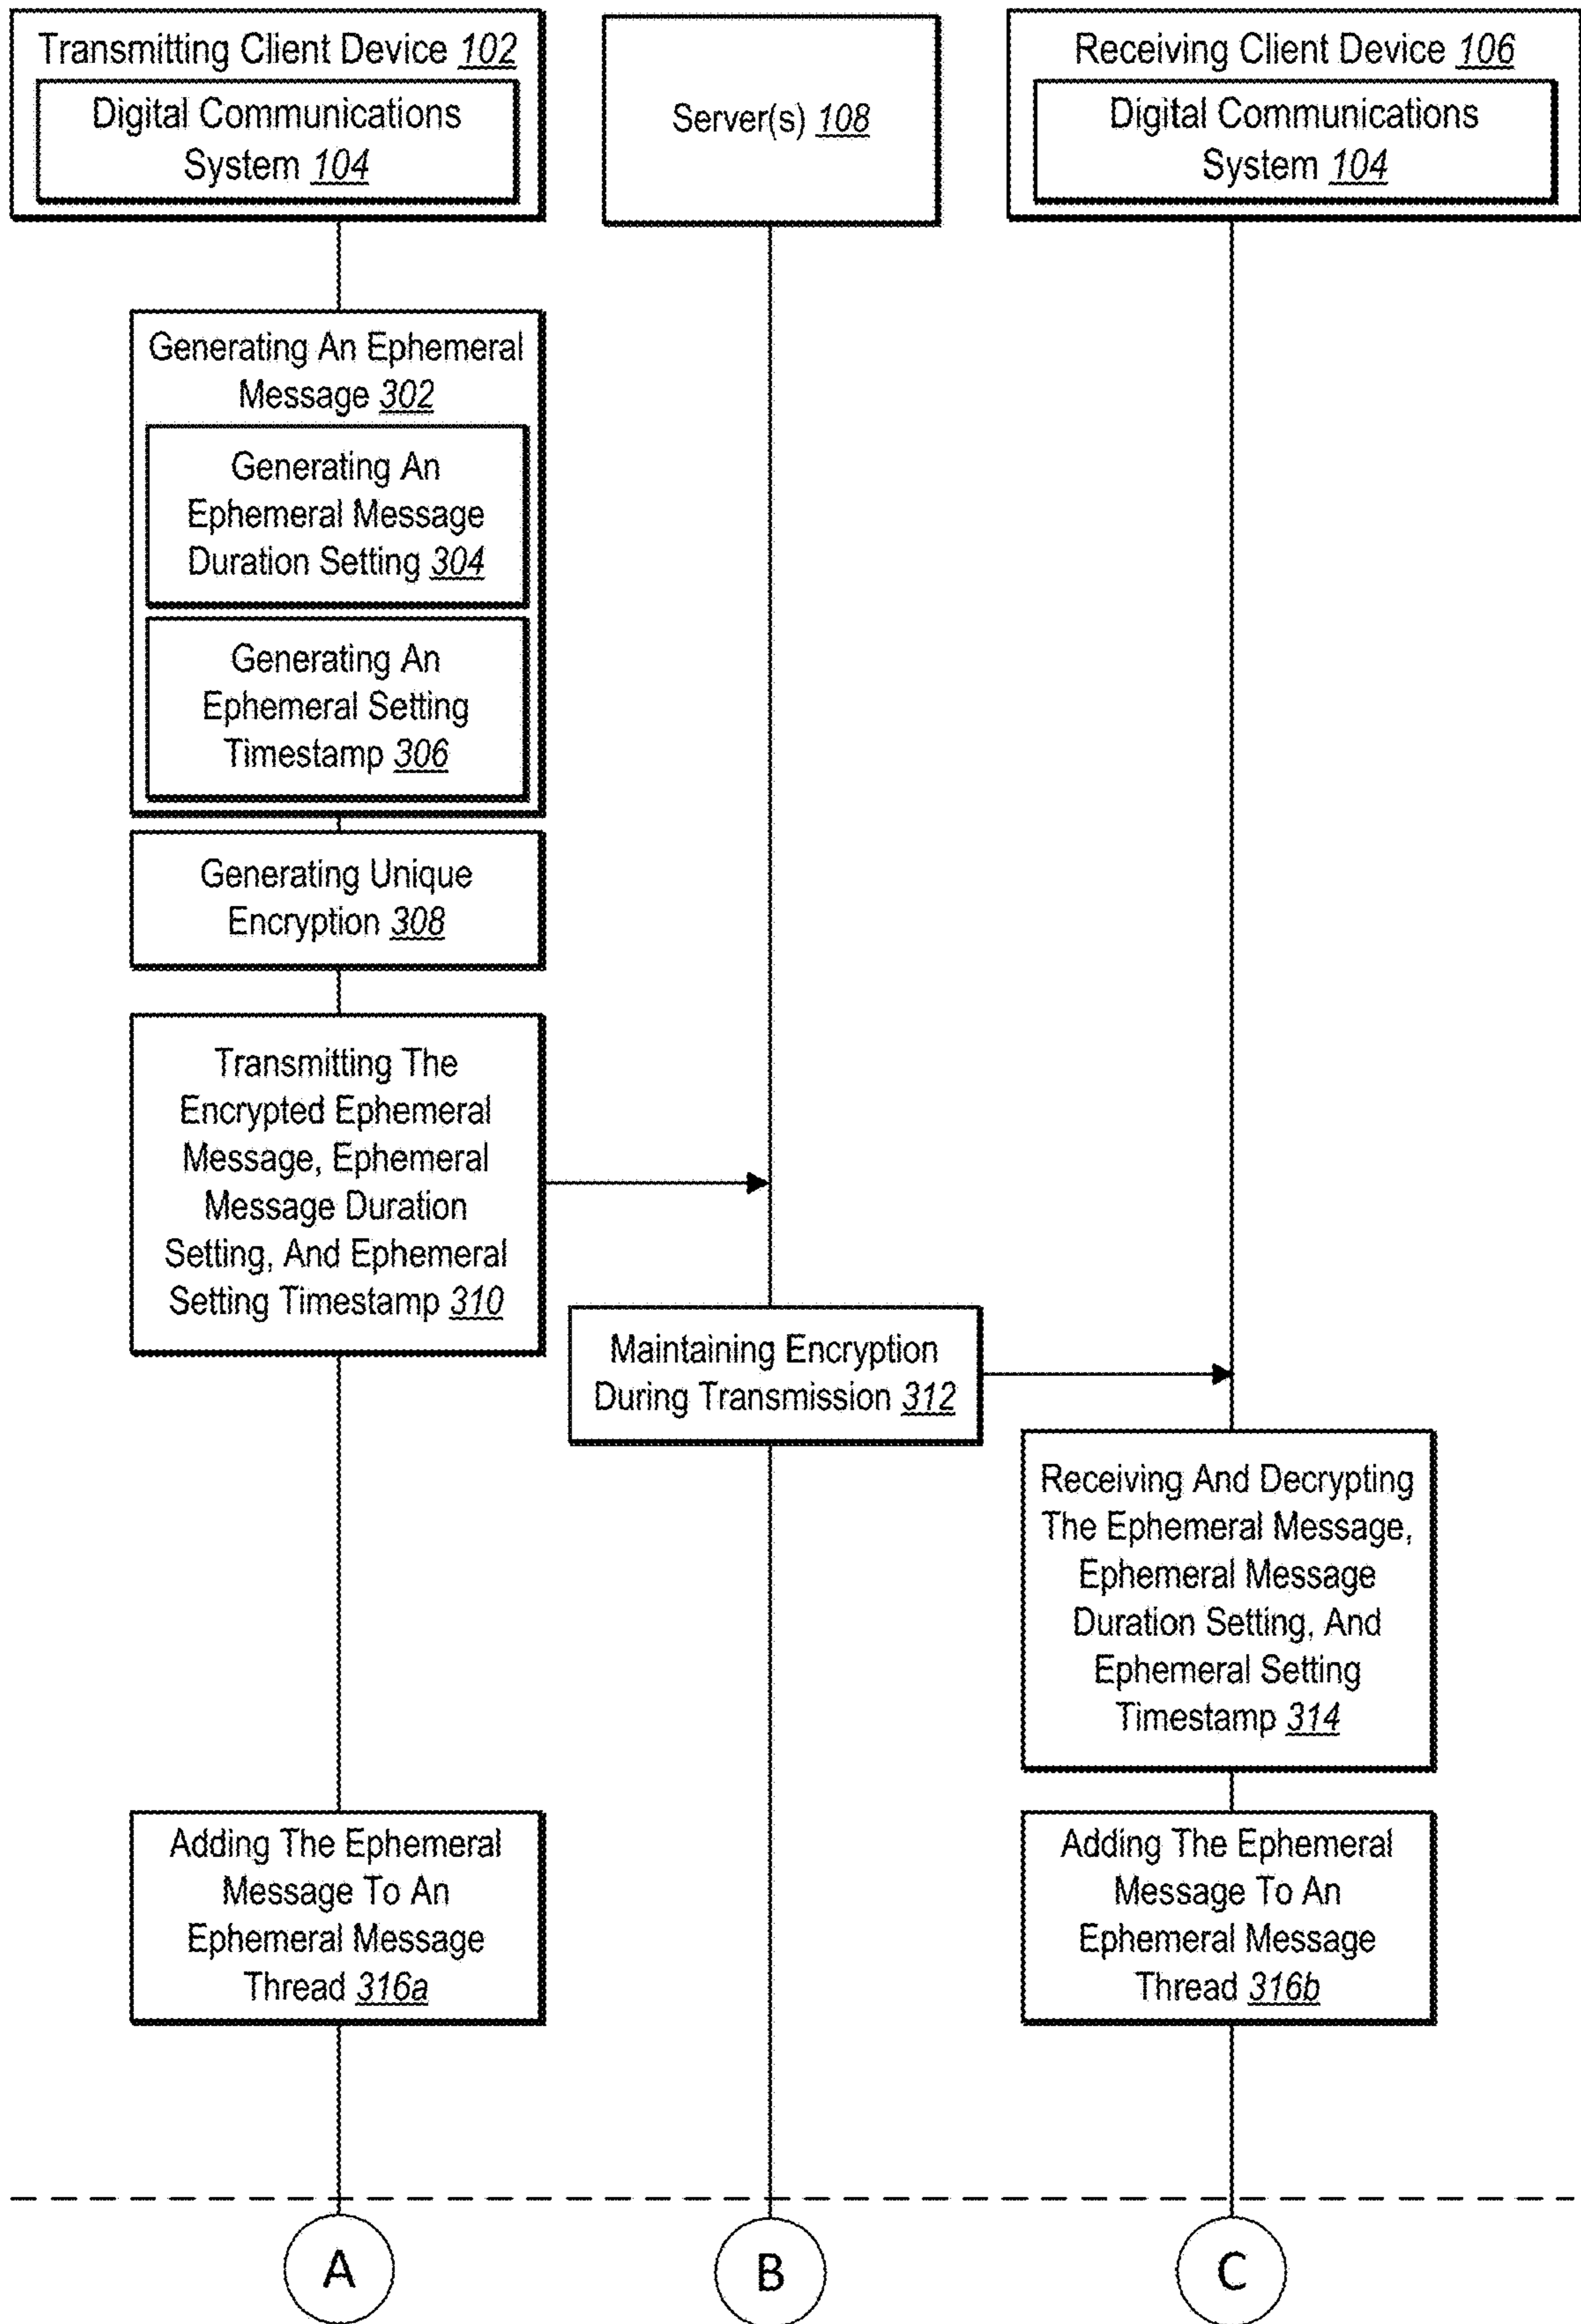 Transmitting Client Device 102
Digital Communications
System 104
Server(s) 108
Receiving Client Device 106
Digital Communications
System 104
Generating An Ephemeral
Message 302
Generating An
Ephemeral Message
Duration Setting 304
Generating An
Ephemeral Setting
Timestamp 306
Generating Unique
Encryption 308
Transmitting The
Encrypted Ephemeral
Message, Ephemeral
Message Duration
Setting, And Ephemeral
Setting Timestamp 310
Maintaining Encryption
During Transmission 312
Receiving And Decrypting
The Ephemeral Message,
Ephemeral Message
Duration Setting, And
Ephemeral Setting
Timestamp 314
Adding The Ephemeral
Message To An
Ephemeral Message
Thread 316a
Adding The Ephemeral
Message To An
Ephemeral Message
Thread 316b
A
B
C